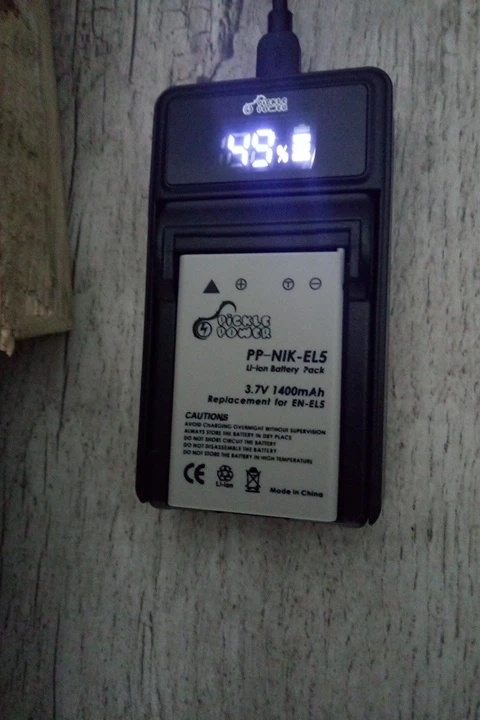 PICKLE
POWER
49%
+ T −
PiCKLE
POWER
PP-NIK-EL5
Li-ion Battery Pack
3.7V 1400mAh
Replacement for EN-EL5
CAUTIONS
AVOID CHARGING OVERNIGHT WITHOUT SUPERVISION
ALWAYS STORE THE BATTERY IN DRY PLACE
DO NOT SHORT CIRCUIT THE BATTERY
DO NOT DISASSEMBLE THE BATTERY
DO NOT STORE THE BATTERY IN HIGH TEMPERATURE
CE Li-ion Made in China